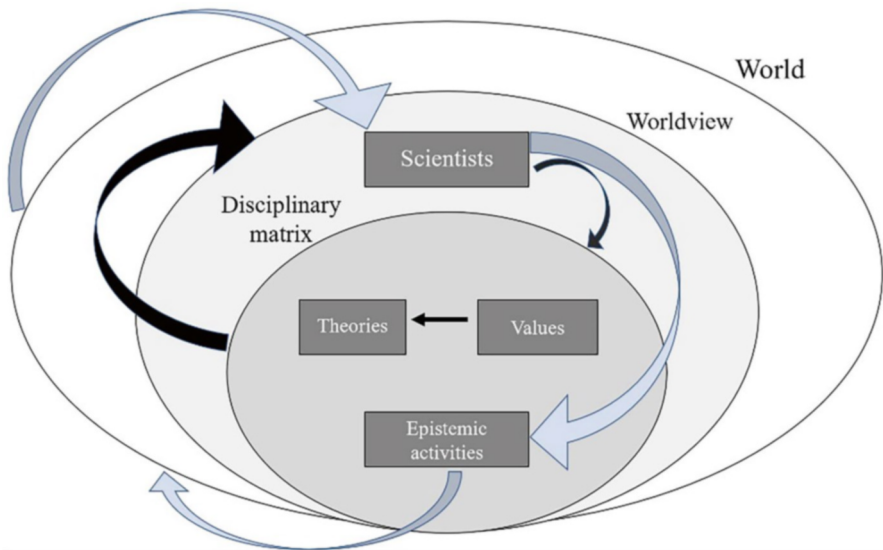 World
Worldview
Scientists
Disciplinary
matrix
Theories
Values
Epistemic
activities